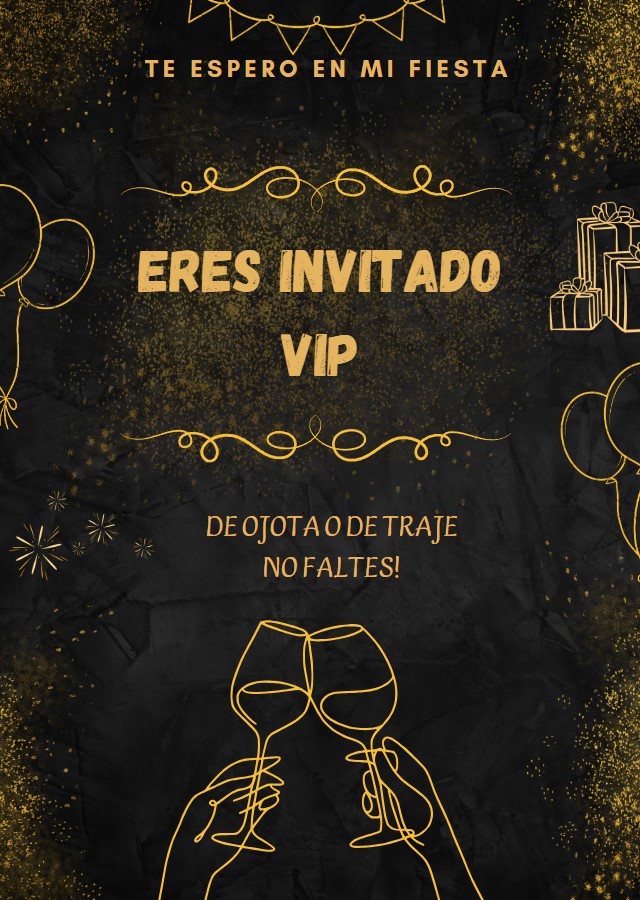 TE ESPERO EN MI FIESTA
ERES INVITADO
VIP
DE OJOTA O DE TRAJE
NO FALTES!